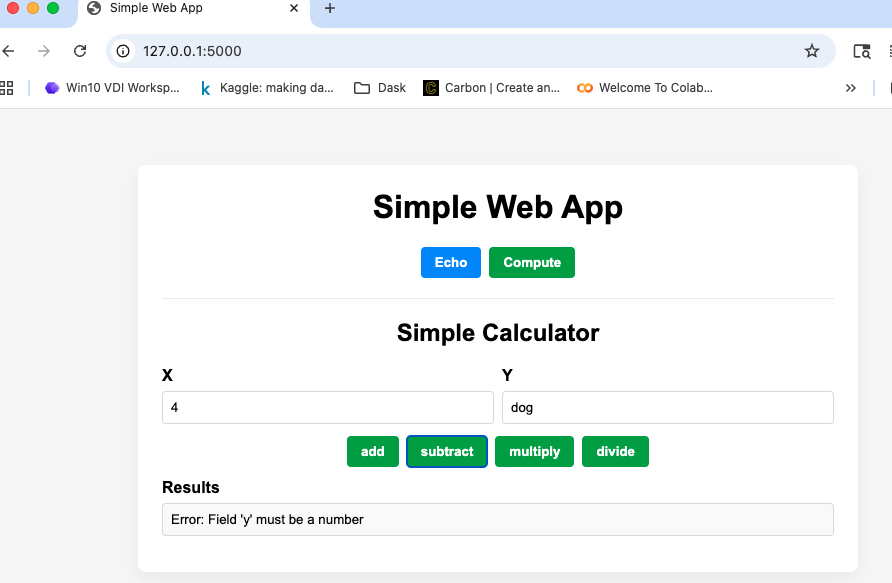 Simple Web App
127.0.0.1:5000
Win10 VDI Worksp... Kaggle: making da... Dask Carbon | Create an... Welcome To Colab...
Simple Web App
Echo Compute
Simple Calculator
X Y
4 dog
add subtract multiply divide
Results
Error: Field 'y' must be a number